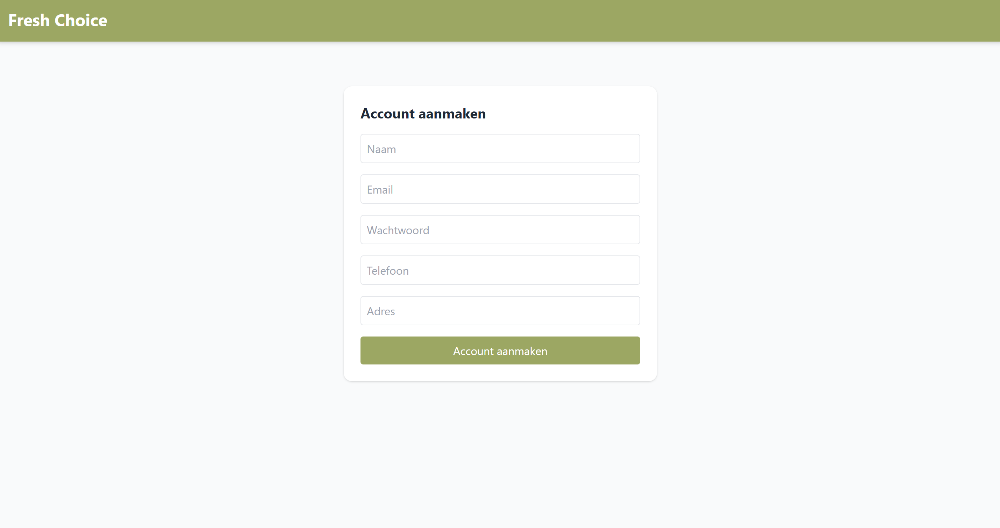 Fresh Choice
Account aanmaken
Naam
Email
Wachtwoord
Telefoon
Adres
Account aanmaken